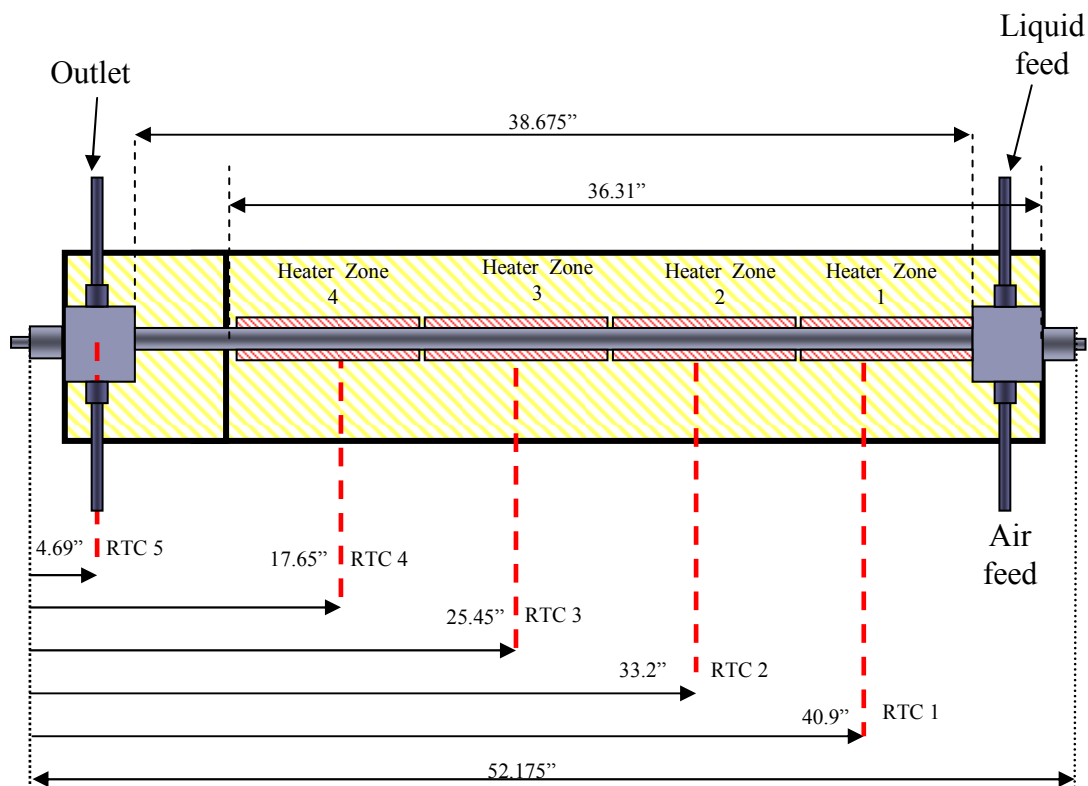 Liquid
feed
Outlet
38.675”
36.31”
Heater Zone
4
Heater Zone
3
Heater Zone
2
Heater Zone
1
4.69”
RTC 5
17.65”
RTC 4
Air
feed
25.45”
RTC 3
33.2”
RTC 2
40.9”
RTC 1
52.175”